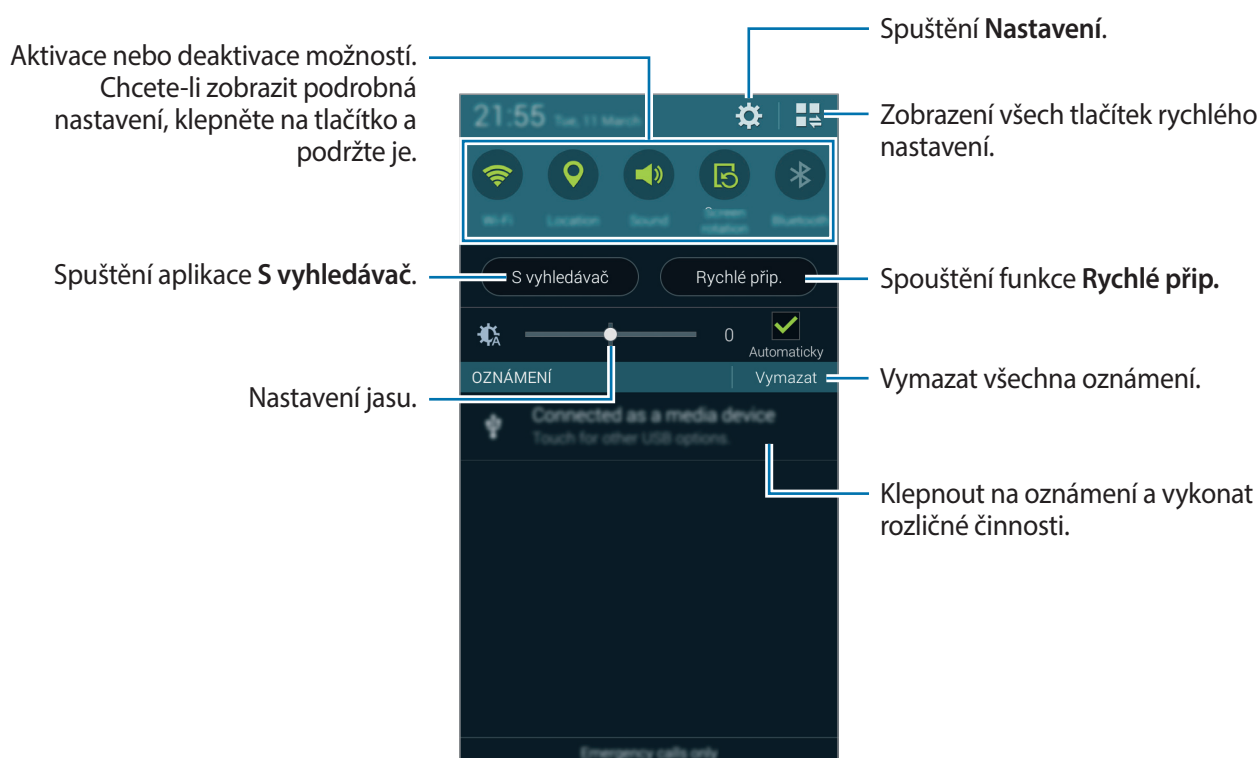 Spuštění Nastavení.
Aktivace nebo deaktivace možností.
Chcete-li zobrazit podrobná
nastavení, klepněte na tlačítko a
podržte je.
21:55 Tue, 11 March
Zobrazení všech tlačítek rychlého
nastavení.
Wi-Fi
Location
Sound
Screen
rotation
Bluetooth
Spuštění aplikace S vyhledávač.
S vyhledávač
Rychlé přip.
Spouštění funkce Rychlé přip.
0
Automaticky
OZNÁMENÍ
Vymazat
Vymazat všechna oznámení.
Nastavení jasu.
Connected as a media device
Touch for other USB options.
Klepnout na oznámení a vykonat
rozličné činnosti.
Emergency calls only